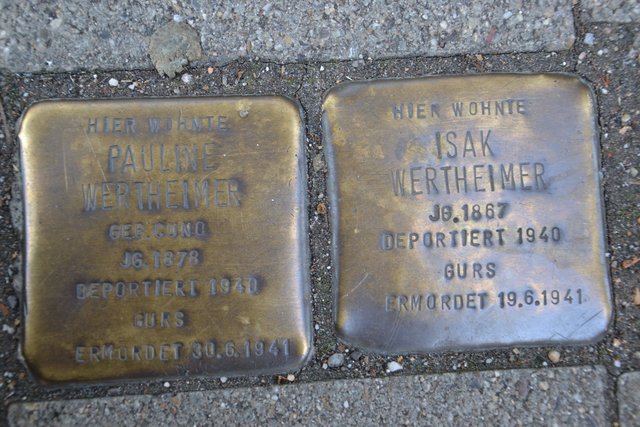 HIER WOHNTE
PAULINE
WERTHEIMER
GEB. CUNO
JG. 1878
DEPORTIERT 1940
GURS
ERMORDET 30.6.1941
HIER WOHNTE
ISAK
WERTHEIMER
JG. 1867
DEPORTIERT 1940
GURS
ERMORDET 19.6.1941